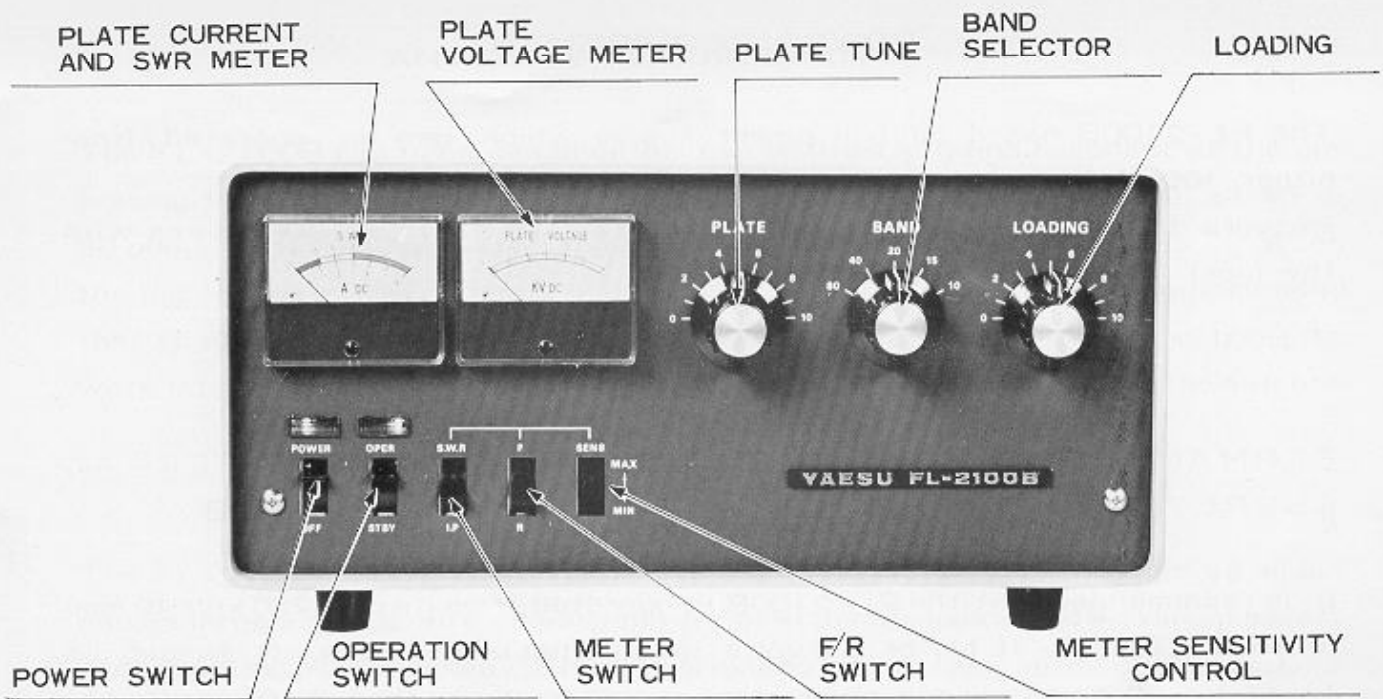 PLATE CURRENT
AND SWR METER
PLATE
VOLTAGE METER
PLATE TUNE
BAND
SELECTOR
LOADING
PLATE VOLTAGE
A DC
KV DC
PLATE
0 2 4 6 8 10
BAND
80 40 20 15 10
LOADING
0 2 4 6 8 10
POWER
OPER
S.W.R
F
SENS
MAX
MIN
OFF
STBY
I.P
R
YAESU FL-2100B
POWER SWITCH
OPERATION
SWITCH
METER
SWITCH
F/R
SWITCH
METER SENSITIVITY
CONTROL